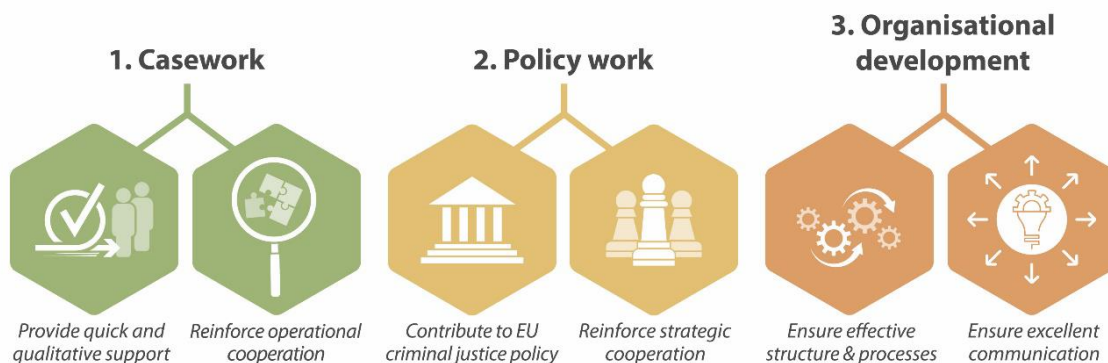 1. Casework
Provide quick and
qualitative support
Reinforce operational
cooperation
2. Policy work
Contribute to EU
criminal justice policy
Reinforce strategic
cooperation
3. Organisational
development
Ensure effective
structure & processes
Ensure excellent
communication